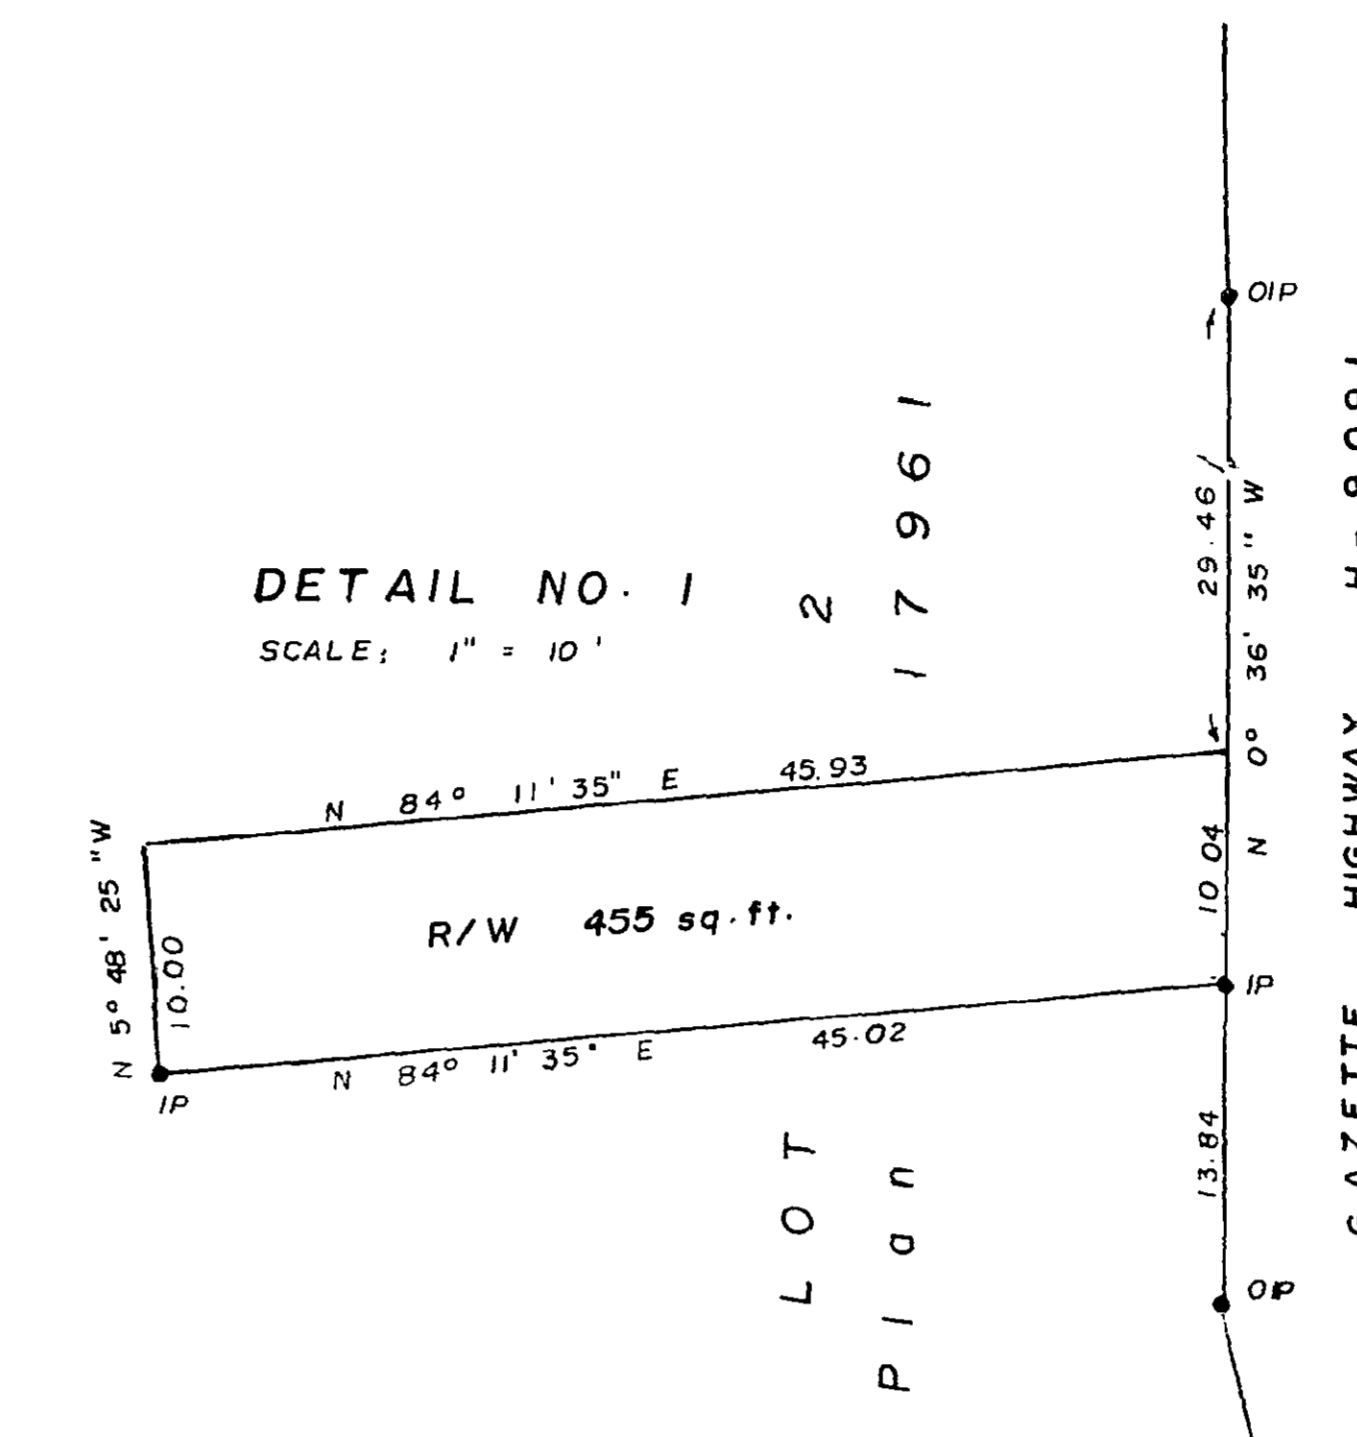 OIP
29.46
N 0° 36' 35" W
DETAIL NO. 1
SCALE: 1" = 10'
LOT 2
Plan 17961
N 84° 11' 35" E 45.93
N 5° 48' 25" W
10.00
R/W 455 sq.ft.
10 04
IP
N 84° 11' 35" E 45.02
IP
13.84
OIP
GAZETTE HIGHWAY